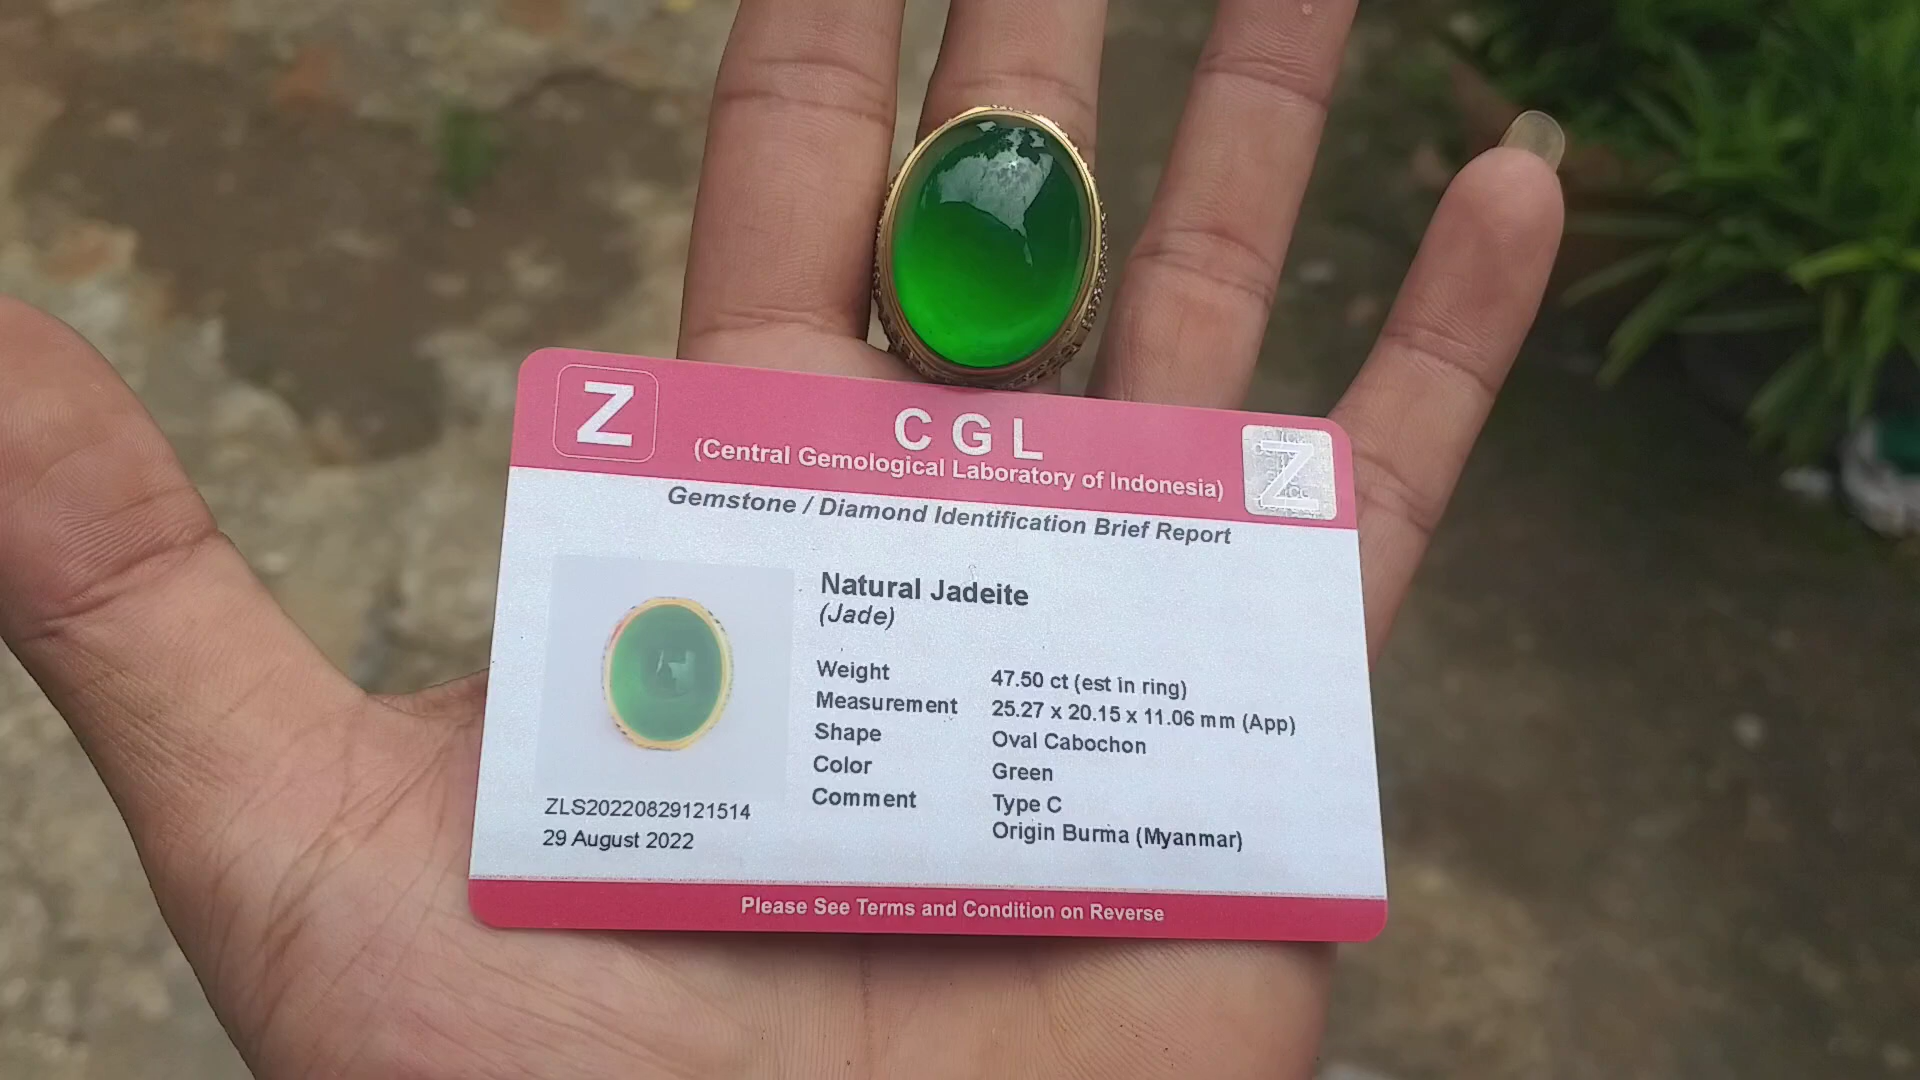 Z
C G L
(Central Gemological Laboratory of Indonesia)
Z
Gemstone / Diamond Identification Brief Report
Natural Jadeite
(Jade)
Weight 47.50 ct (est in ring)
Measurement 25.27 x 20.15 x 11.06 mm (App)
Shape Oval Cabochon
Color Green
Comment Type C
Origin Burma (Myanmar)
ZLS20220829121514
29 August 2022
Please See Terms and Condition on Reverse